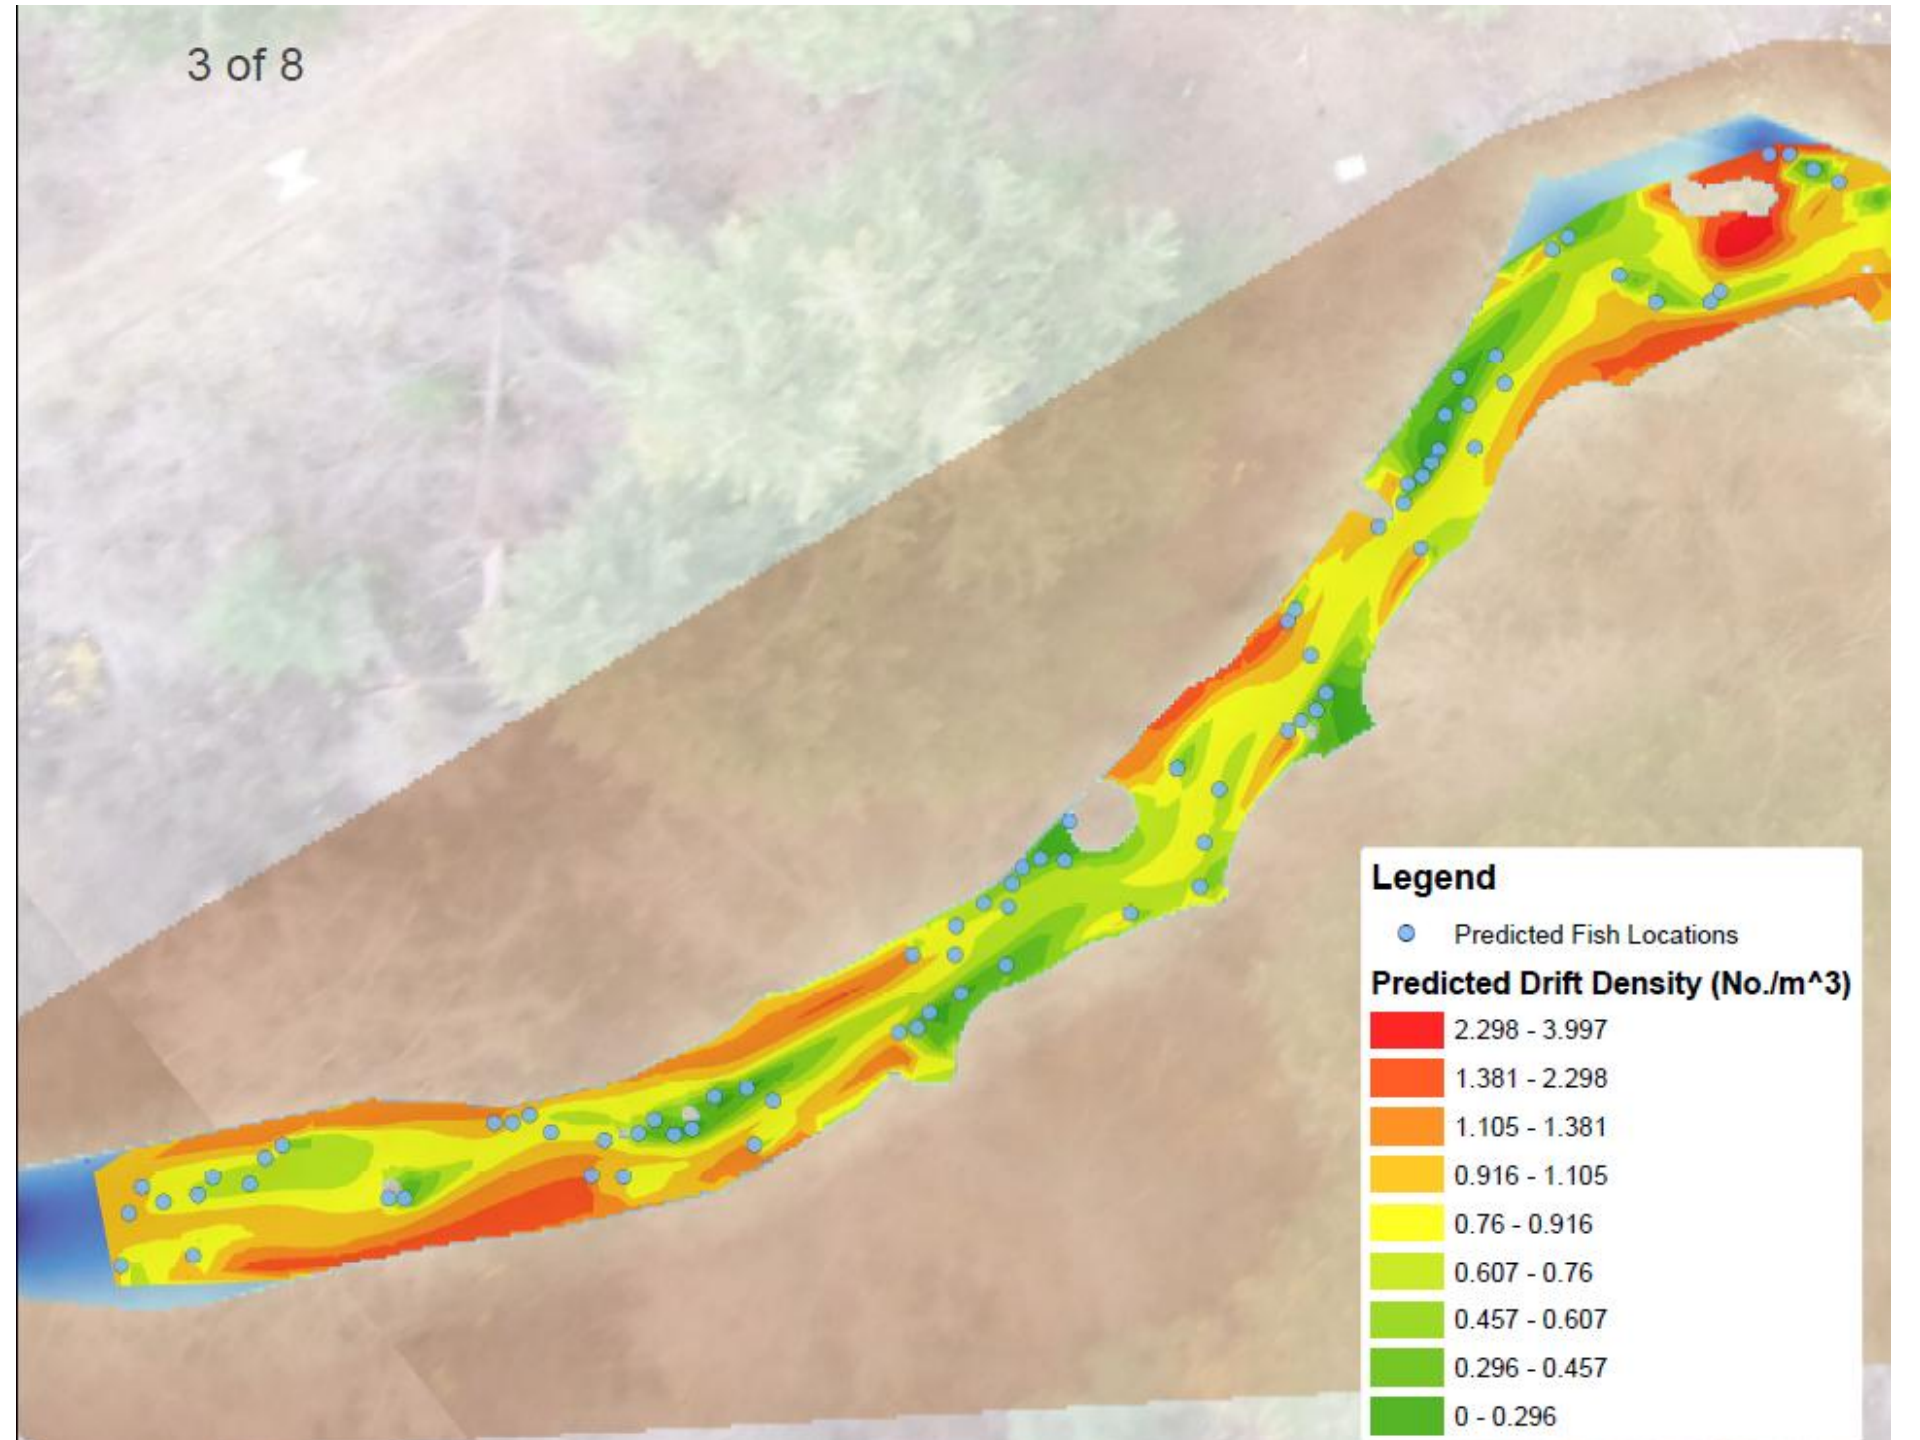 3 of 8
Legend
Predicted Fish Locations
Predicted Drift Density (No./m^3)
2.298 - 3.997
1.381 - 2.298
1.105 - 1.381
0.916 - 1.105
0.76 - 0.916
0.607 - 0.76
0.457 - 0.607
0.296 - 0.457
0 - 0.296